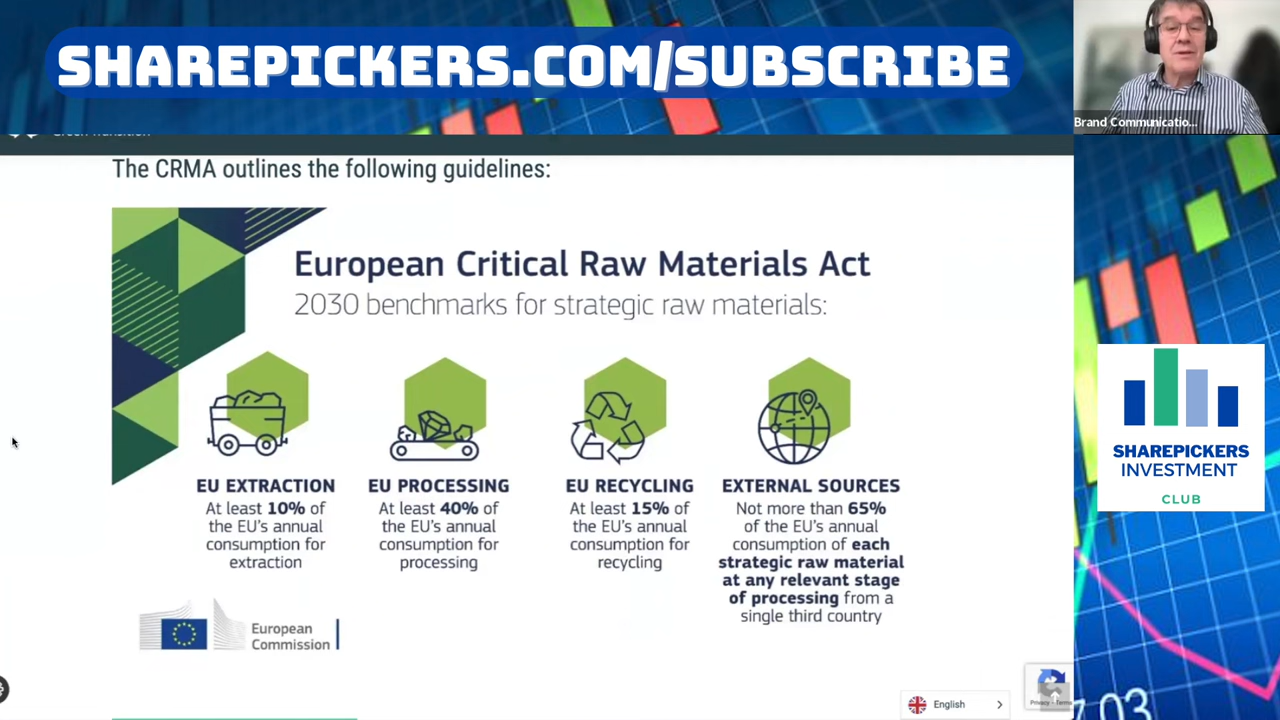 SHAREPICKERS.COM/SUBSCRIBE
Brand Communicatio...
The CRMA outlines the following guidelines:
European Critical Raw Materials Act
2030 benchmarks for strategic raw materials:
EU EXTRACTION
At least 10% of
the EU's annual
consumption for
extraction
EU PROCESSING
At least 40% of
the EU's annual
consumption for
processing
EU RECYCLING
At least 15% of
the EU's annual
consumption for
recycling
EXTERNAL SOURCES
Not more than 65%
of the EU's annual
consumption of each
strategic raw material
at any relevant stage
of processing from a
single third country
European
Commission
SHAREPICKERS
INVESTMENT
CLUB
English
Privacy - Terms
7,03